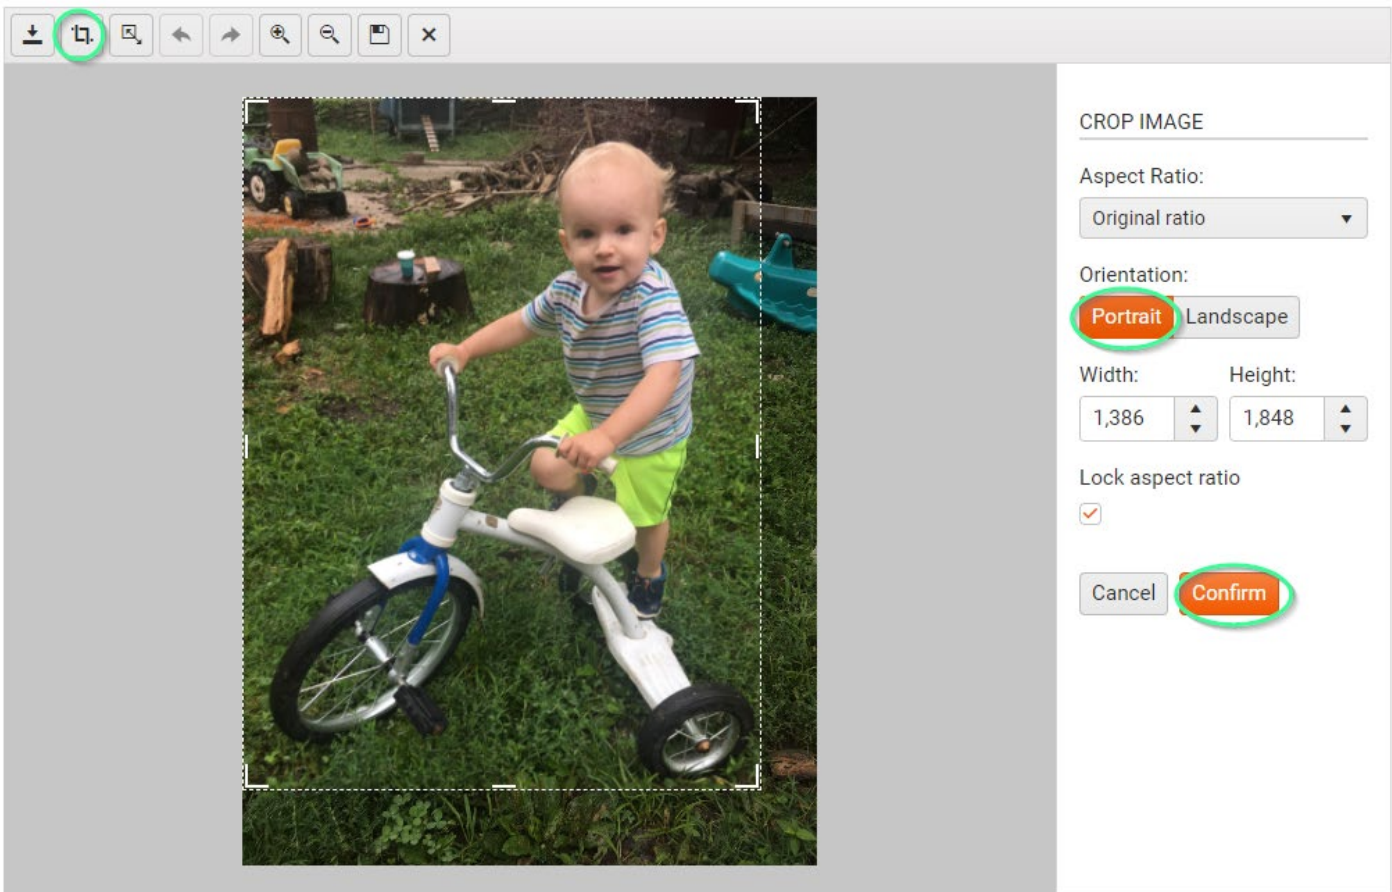 CROP IMAGE
Aspect Ratio:
Original ratio
Orientation:
Portrait Landscape
Width: Height:
1,386 1,848
Lock aspect ratio
Cancel Confirm